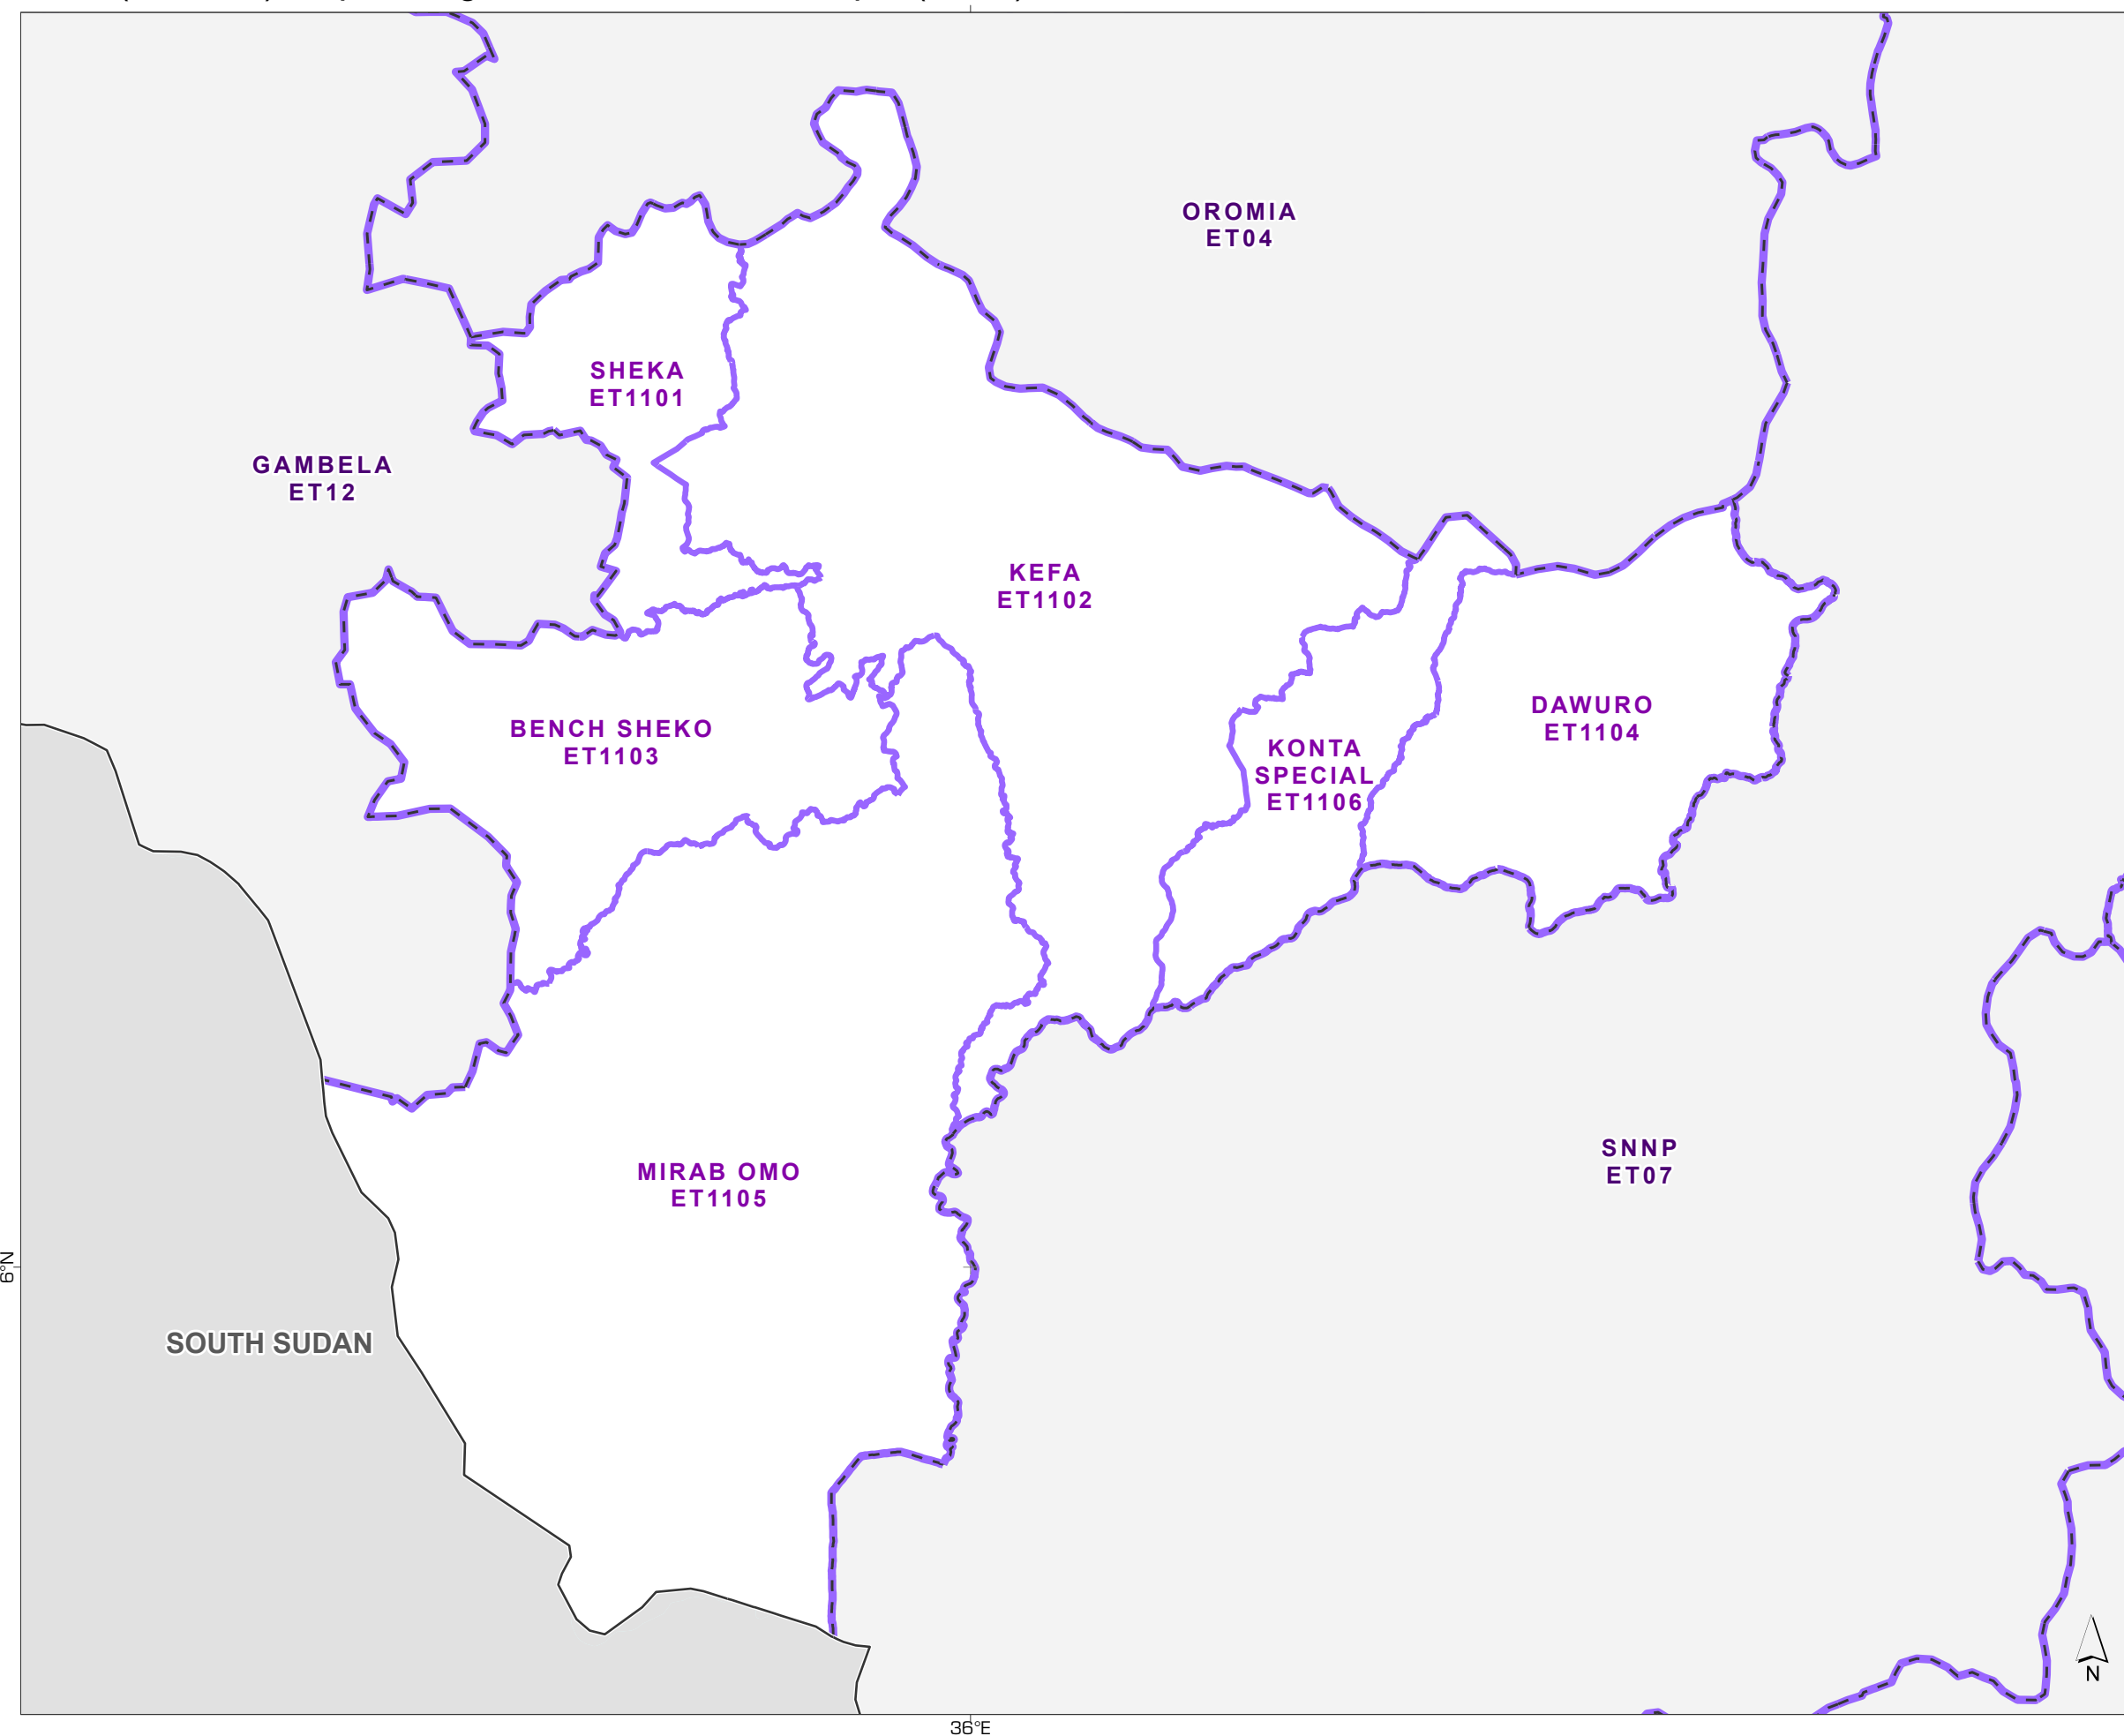 OROMIA
ET04
SHEKA
ET1101
GAMBELA
ET12
KEFA
ET1102
BENCH SHEKO
ET1103
DAWURO
ET1104
KONTA
SPECIAL
ET1106
SNNP
ET07
MIRAB OMO
ET1105
6°N
SOUTH SUDAN
N
36°E